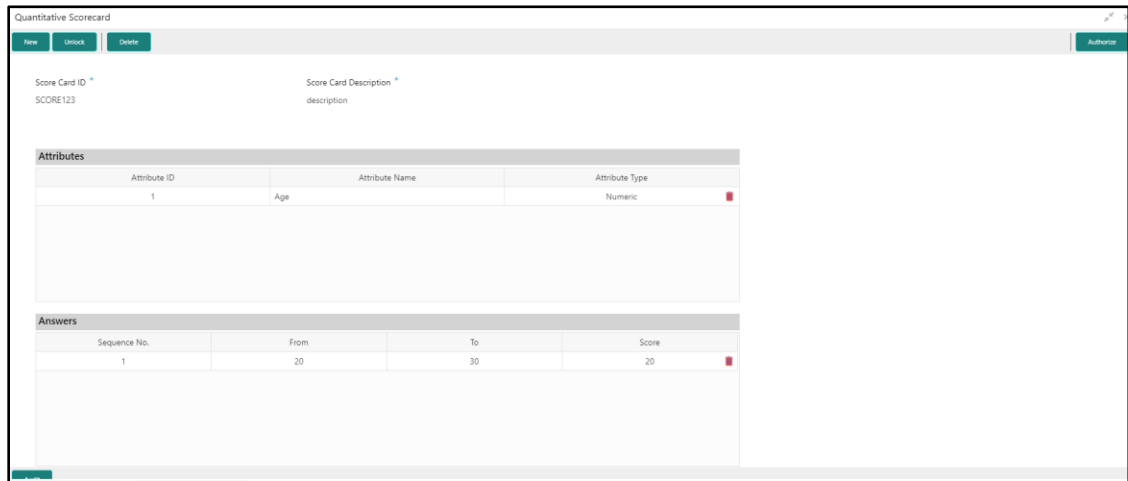 Quantitative Scorecard
New Unlock Delete Authorize
Score Card ID * Score Card Description *
SCORE123 description
Attributes
Attribute ID Attribute Name Attribute Type
1 Age Numeric
Answers
Sequence No. From To Score
1 20 30 20